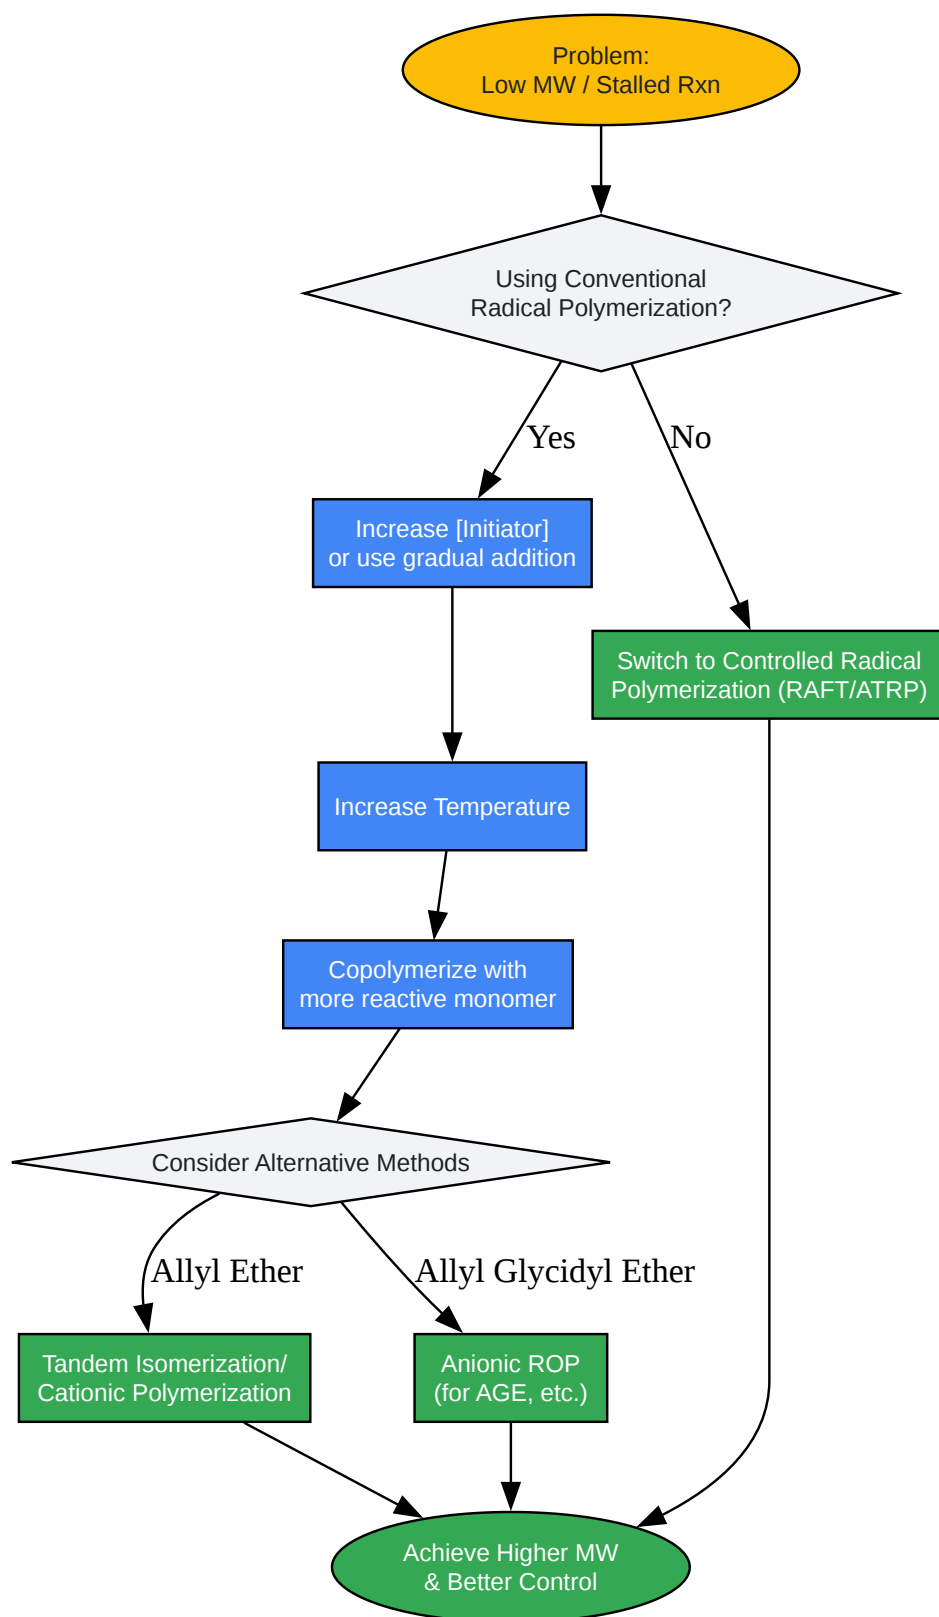 Problem:
Low MW / Stalled Rxn
Using Conventional
Radical Polymerization?
Yes
No
Increase [Initiator]
or use gradual addition
Switch to Controlled Radical
Polymerization (RAFT/ATRP)
Increase Temperature
Copolymerize with
more reactive monomer
Consider Alternative Methods
Allyl Ether
Allyl Glycidyl Ether
Tandem Isomerization/
Cationic Polymerization
Anionic ROP
(for AGE, etc.)
Achieve Higher MW
& Better Control